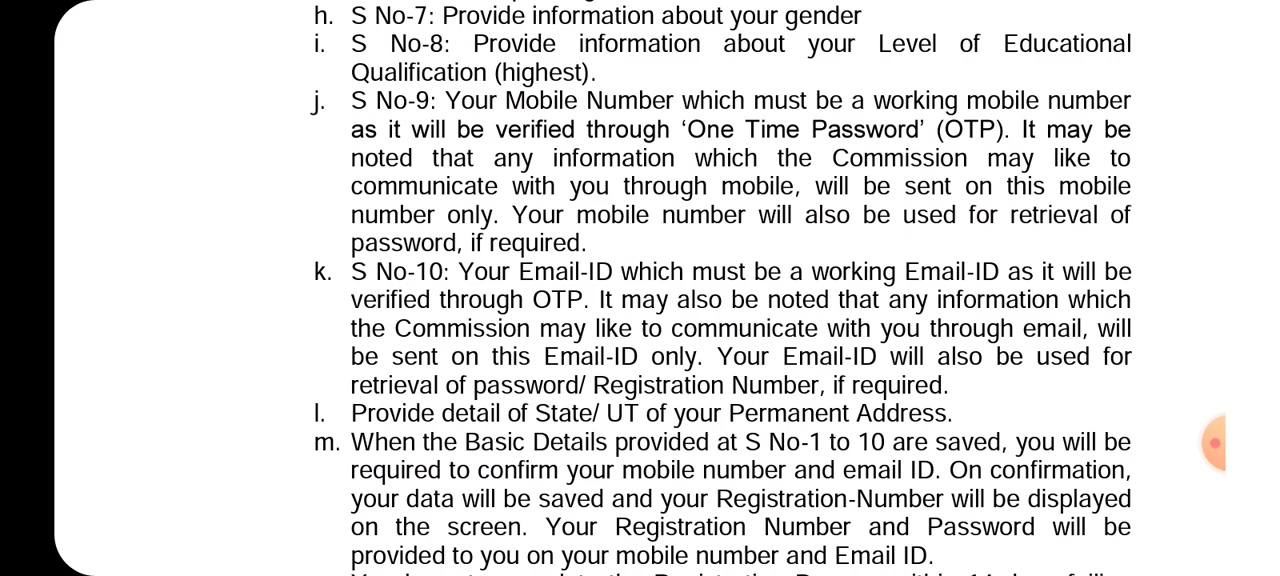 h. S No-7: Provide information about your gender
i. S No-8: Provide information about your Level of Educational
Qualification (highest).
j. S No-9: Your Mobile Number which must be a working mobile number
as it will be verified through ‘One Time Password’ (OTP). It may be
noted that any information which the Commission may like to
communicate with you through mobile, will be sent on this mobile
number only. Your mobile number will also be used for retrieval of
password, if required.
k. S No-10: Your Email-ID which must be a working Email-ID as it will be
verified through OTP. It may also be noted that any information which
the Commission may like to communicate with you through email, will
be sent on this Email-ID only. Your Email-ID will also be used for
retrieval of password/ Registration Number, if required.
l. Provide detail of State/ UT of your Permanent Address.
m. When the Basic Details provided at S No-1 to 10 are saved, you will be
required to confirm your mobile number and email ID. On confirmation,
your data will be saved and your Registration-Number will be displayed
on the screen. Your Registration Number and Password will be
provided to you on your mobile number and Email ID.